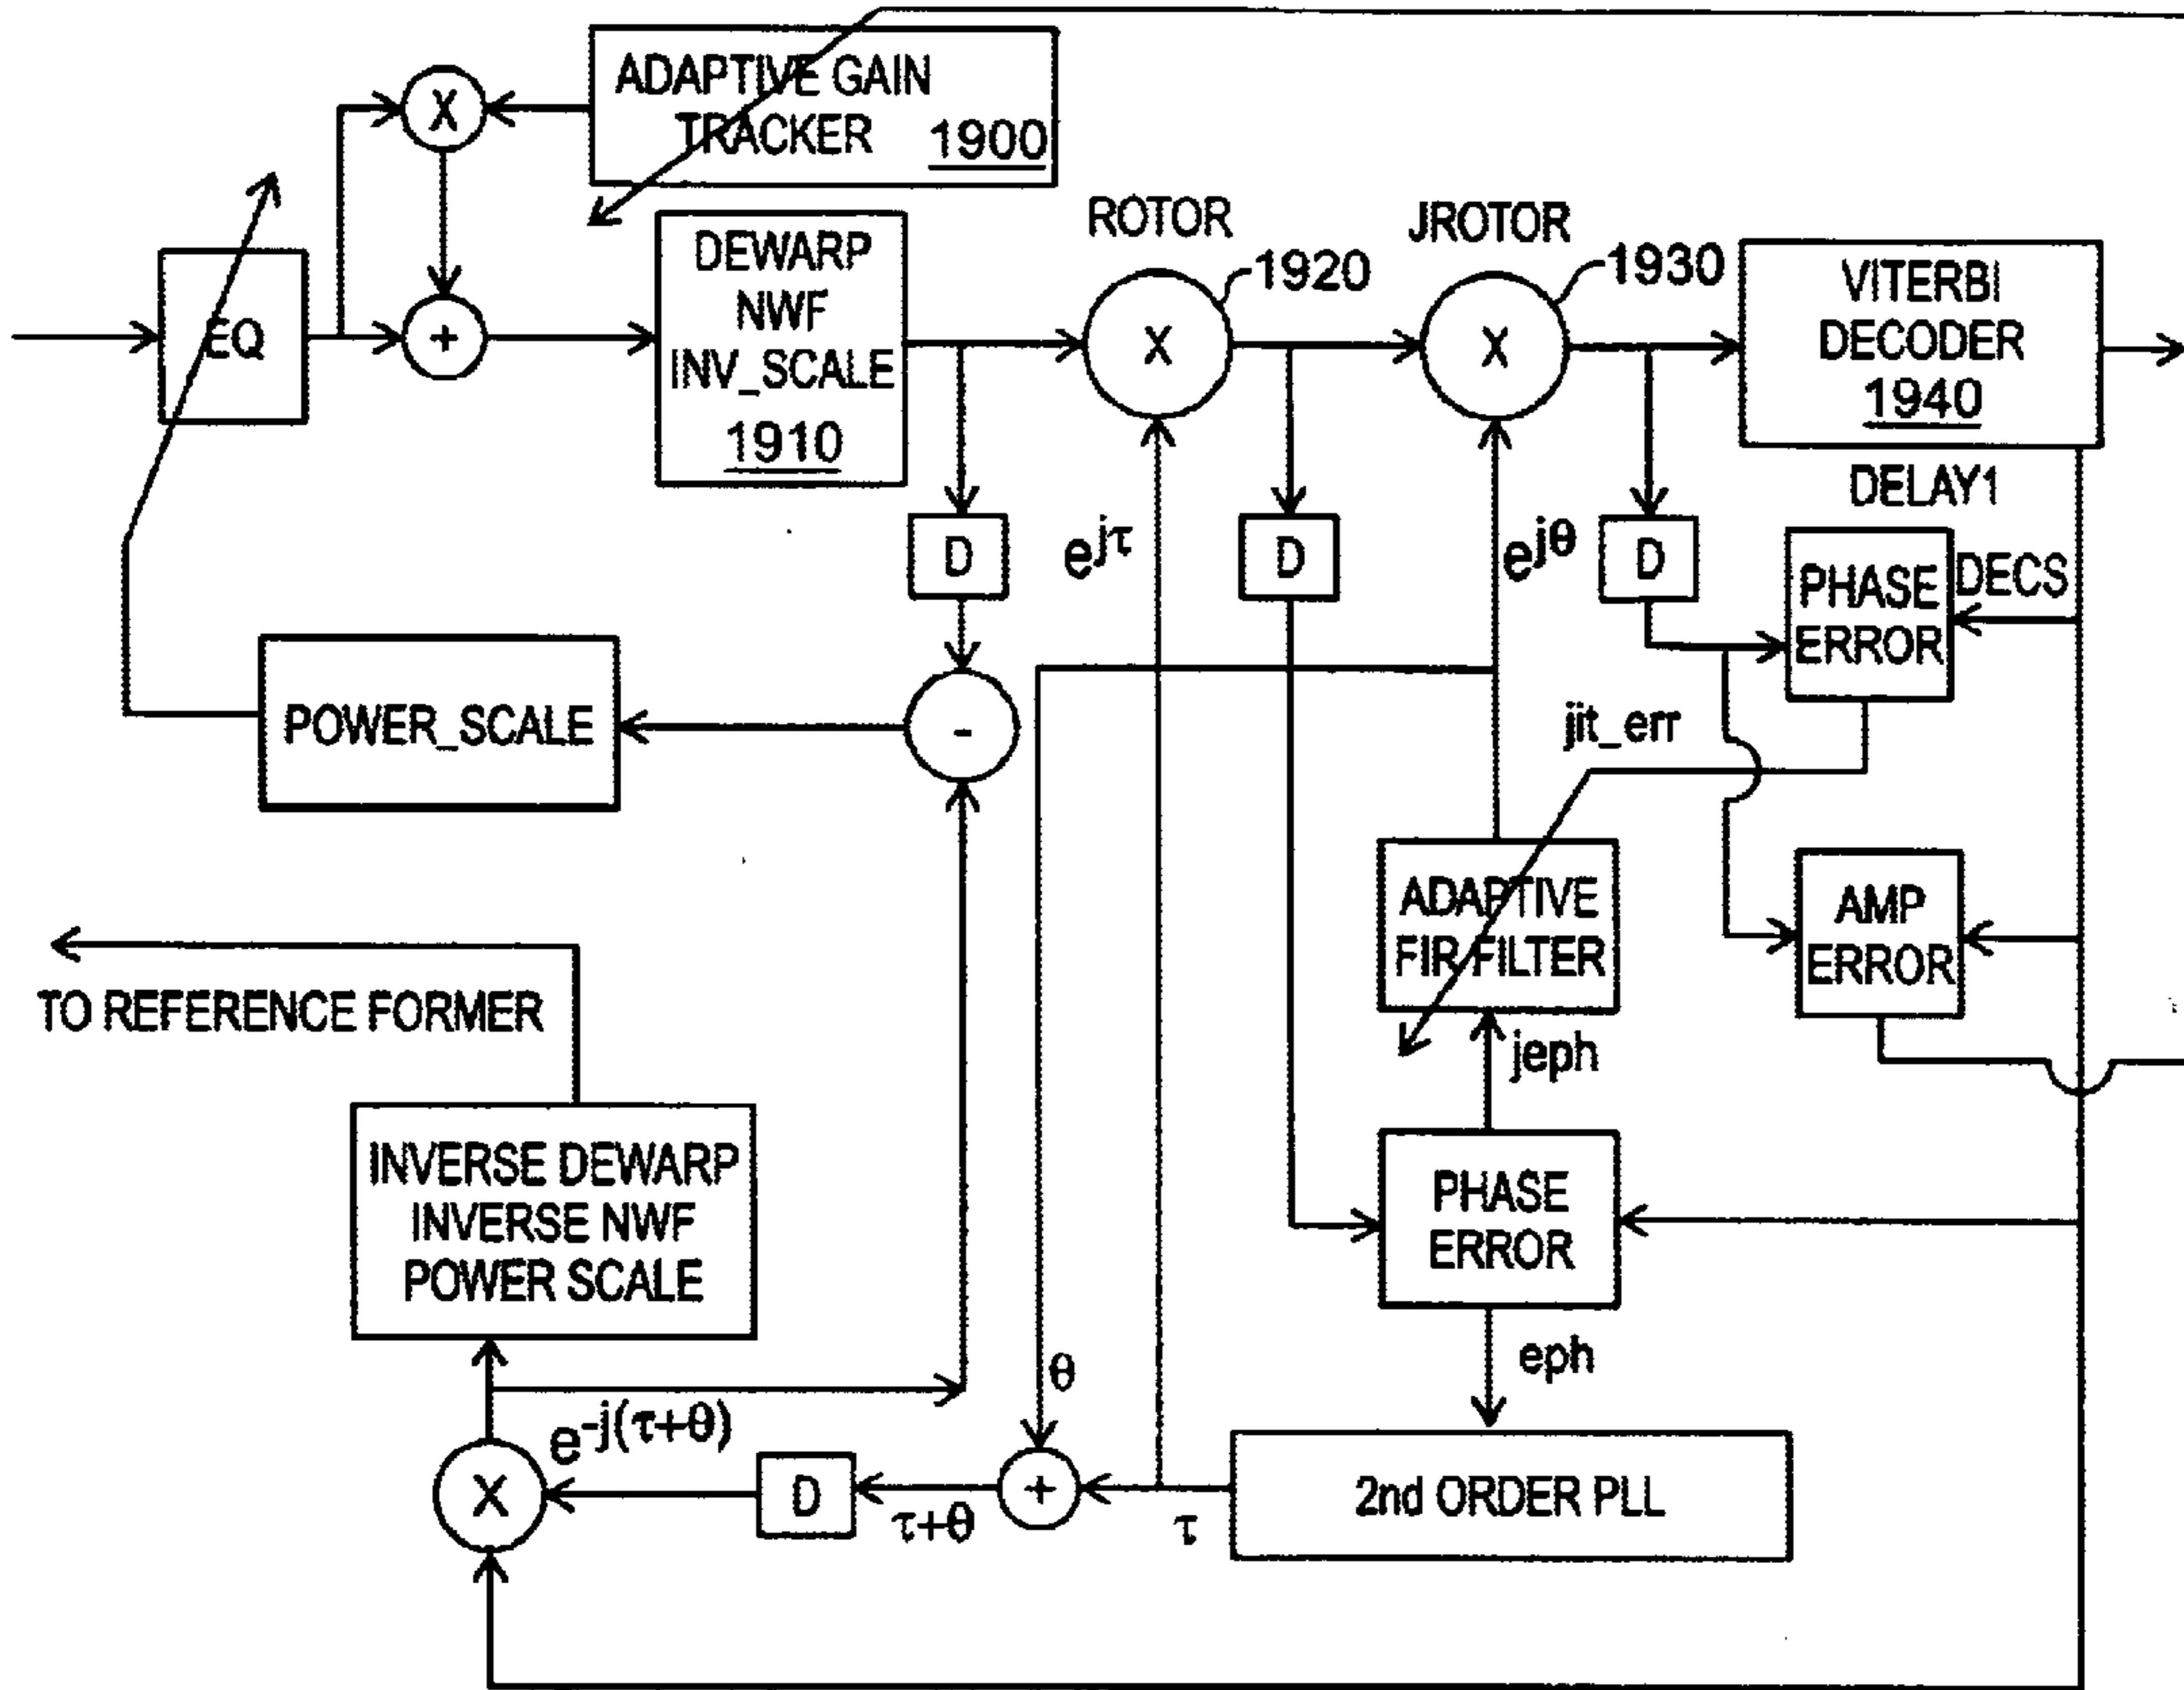 ADAPTIVE GAIN
TRACKER 1900
X
ROTOR
1920
JROTOR
1930
EQ
+
DEWARP
NWF
INV_SCALE
1910
X
X
VITERBI
DECODER
1940
DELAY1
D
e^jτ
D
e^jθ
D
PHASE
ERROR
DECS
POWER_SCALE
-
jit_err
ADAPTIVE
FIR FILTER
AMP
ERROR
TO REFERENCE FORMER
jeph
INVERSE DEWARP
INVERSE NWF
POWER SCALE
PHASE
ERROR
eph
θ
e^-j(τ+θ)
X
D
τ+θ
+
τ
2nd ORDER PLL